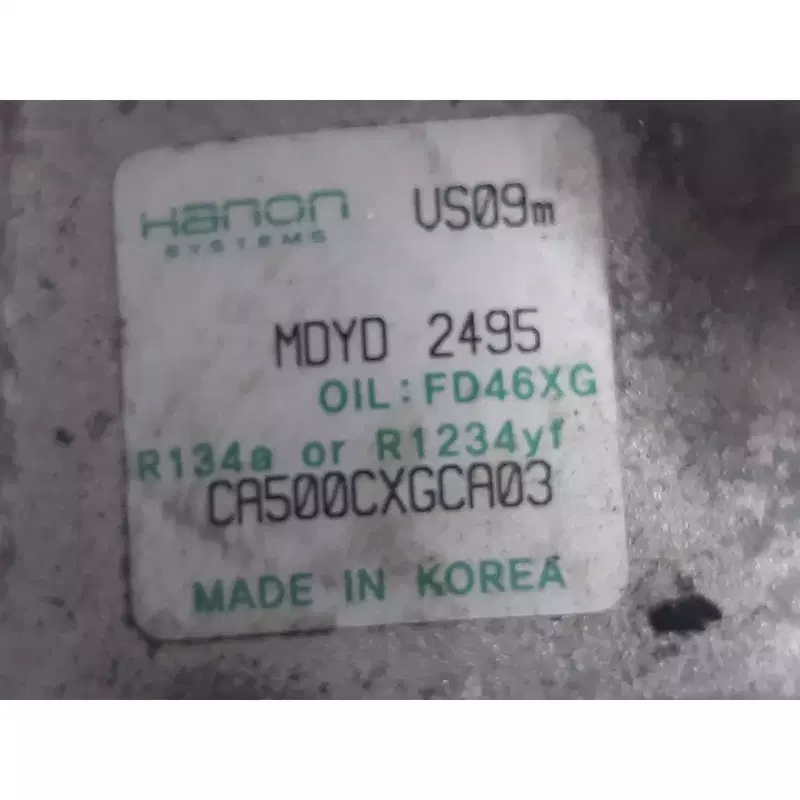 Hanon VS09m
SYSTEMS
MDYD 2495
OIL: FD46XG
R134a or R1234yf
CA500CXGCA03
MADE IN KOREA